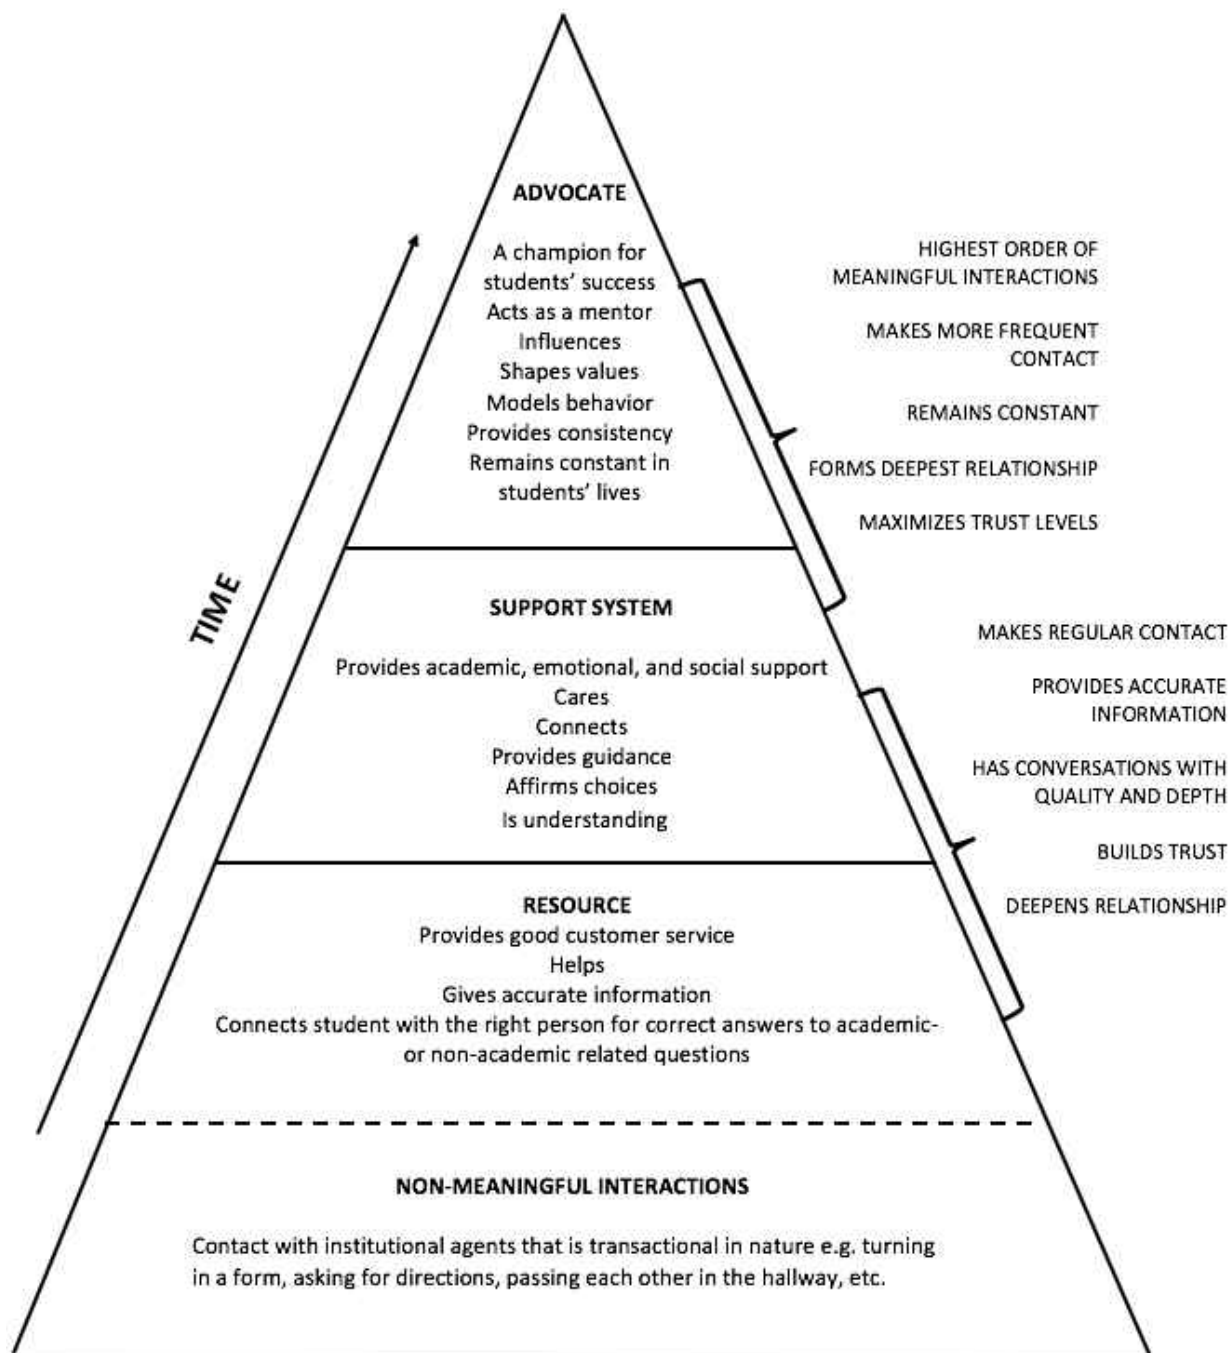 ADVOCATE
A champion for
students’ success
Acts as a mentor
Influences
Shapes values
Models behavior
Provides consistency
Remains constant in
students’ lives
HIGHEST ORDER OF
MEANINGFUL INTERACTIONS
MAKES MORE FREQUENT
CONTACT
REMAINS CONSTANT
FORMS DEEPEST RELATIONSHIP
MAXIMIZES TRUST LEVELS
TIME
SUPPORT SYSTEM
Provides academic, emotional, and social support
Cares
Connects
Provides guidance
Affirms choices
Is understanding
MAKES REGULAR CONTACT
PROVIDES ACCURATE
INFORMATION
HAS CONVERSATIONS WITH
QUALITY AND DEPTH
BUILDS TRUST
DEEPENS RELATIONSHIP
RESOURCE
Provides good customer service
Helps
Gives accurate information
Connects student with the right person for correct answers to academic-
or non-academic related questions
NON-MEANINGFUL INTERACTIONS
Contact with institutional agents that is transactional in nature e.g. turning
in a form, asking for directions, passing each other in the hallway, etc.